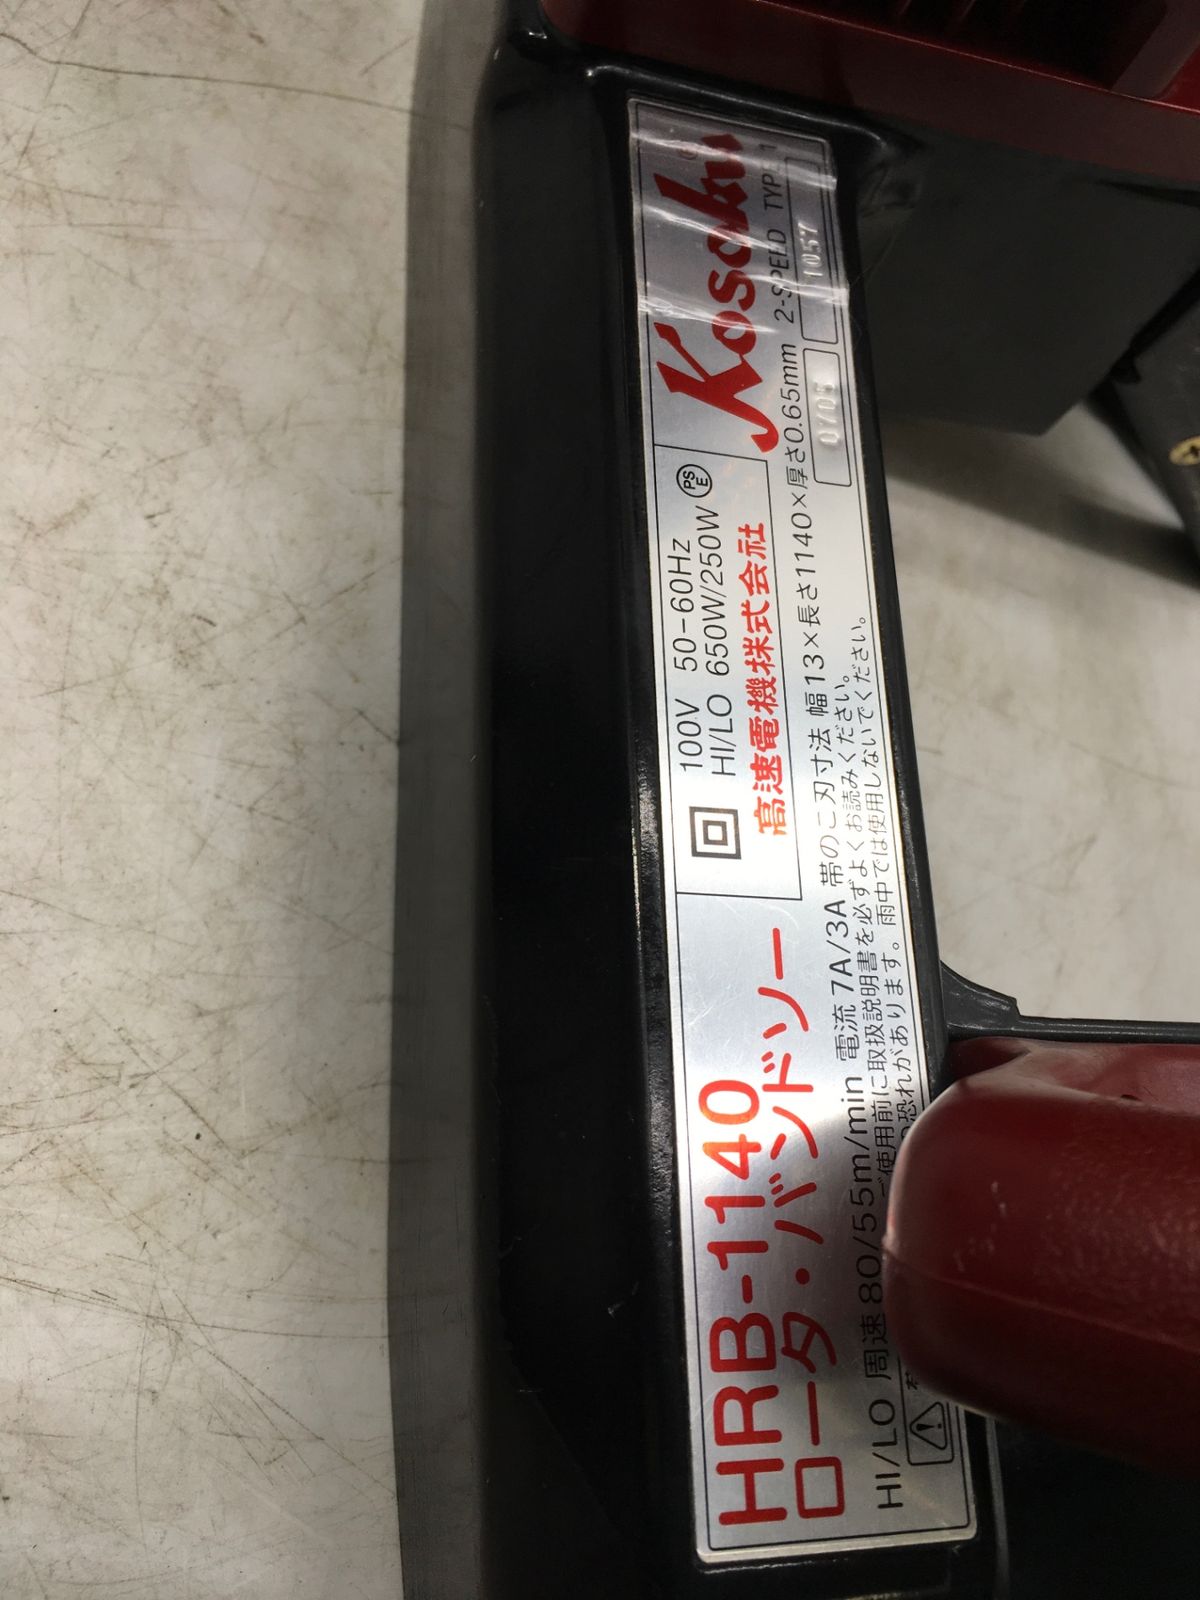 HRB-1140
ロータ・バンドソー
100V 50-60Hz
HI/LO 650W/250W
PS
E
高速電機株式会社
Kosoku
HI/LO 周速 80/55m/min 電流 7A/3A 帯のこ刃寸法 幅13×長さ1140×厚さ0.65mm 2-SPEED TYPE 1
ご使用前に取扱説明書を必ずよくお読みください。
の恐れがあります。雨中では使用しないでください。
1057